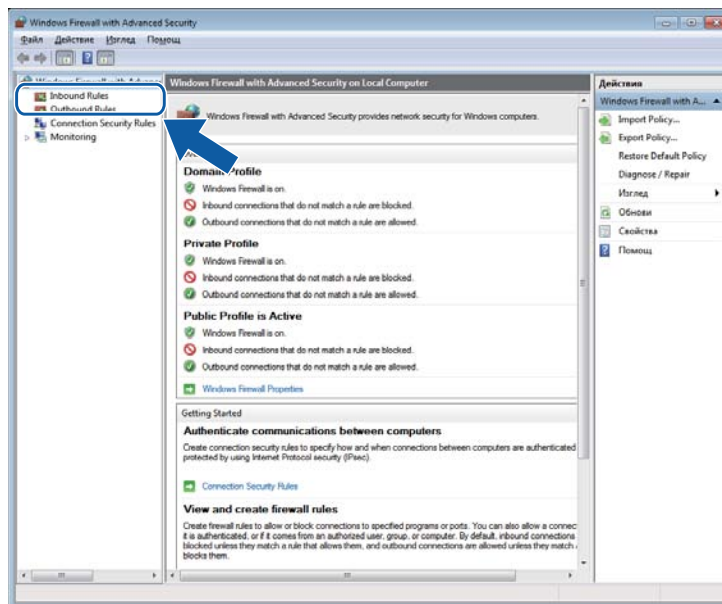 Windows Firewall with Advanced Security
Файл Действие Изглед Помощ
Inbound Rules
Outbound Rules
Connection Security Rules
Monitoring
Windows Firewall with Advanced Security on Local Computer
Windows Firewall with Advanced Security provides network security for Windows computers.
Domain Profile
Windows Firewall is on.
Inbound connections that do not match a rule are blocked.
Outbound connections that do not match a rule are allowed.
Private Profile
Windows Firewall is on.
Inbound connections that do not match a rule are blocked.
Outbound connections that do not match a rule are allowed.
Public Profile is Active
Windows Firewall is on.
Inbound connections that do not match a rule are blocked.
Outbound connections that do not match a rule are allowed.
Windows Firewall Properties
Getting Started
Authenticate communications between computers
Create connection security rules to specify how and when connections between computers are authenticated
protected by using Internet Protocol security (IPsec).
Connection Security Rules
View and create firewall rules
Create firewall rules to allow or block connections to specified programs or ports. You can also allow a connec
it is authenticated, or if it comes from an authorized user, group, or computer. By default, inbound connections
blocked unless they match a rule that allows them, and outbound connections are allowed unless they match
blocks them.
Действия
Windows Firewall with A...
Import Policy...
Export Policy...
Restore Default Policy
Diagnose / Repair
Изглед
Обнови
Свойства
Помощ